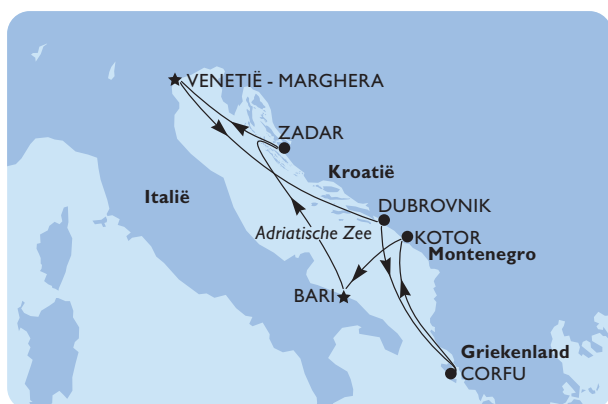 VENETIË - MARGHERA
ZADAR
Kroatië
Italië
DUBROVNIK
Adriatische Zee
KOTOR
Montenegro
BARI
Griekenland
CORFU